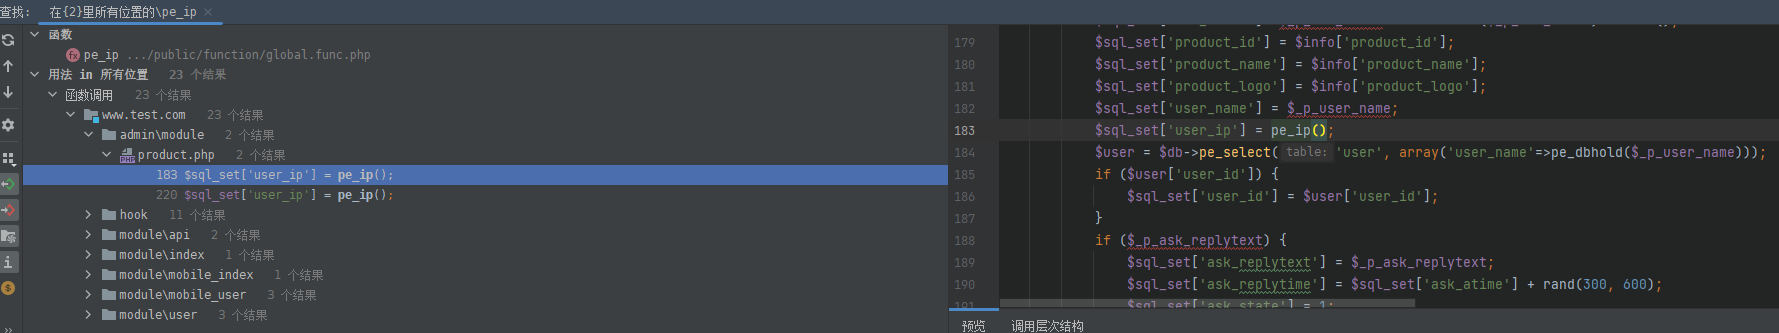 查找:
在{2}里所有位置的\pe_ip ×
函数
pe_ip .../public/function/global.func.php
用法 in 所有位置 23 个结果
函数调用 23 个结果
www.test.com 23 个结果
admin\module 2 个结果
product.php 2 个结果
183 $sql_set['user_ip'] = pe_ip();
220 $sql_set['user_ip'] = pe_ip();
hook 11 个结果
module\api 2 个结果
module\index 1 个结果
module\mobile_index 1 个结果
module\mobile_user 3 个结果
module\user 3 个结果
179 $sql_set['product_id'] = $info['product_id'];
180 $sql_set['product_name'] = $info['product_name'];
181 $sql_set['product_logo'] = $info['product_logo'];
182 $sql_set['user_name'] = $_p_user_name;
183 $sql_set['user_ip'] = pe_ip();
184 $user = $db->pe_select( table: 'user', array('user_name'=>pe_dbhold($_p_user_name)));
185 if ($user['user_id']) {
186 $sql_set['user_id'] = $user['user_id'];
187 }
188 if ($_p_ask_replytext) {
189 $sql_set['ask_replytext'] = $_p_ask_replytext;
190 $sql_set['ask_replytime'] = $sql_set['ask_atime'] + rand(300, 600);
191 $sql_set['ask_state'] = 1;
预览 调用层次结构